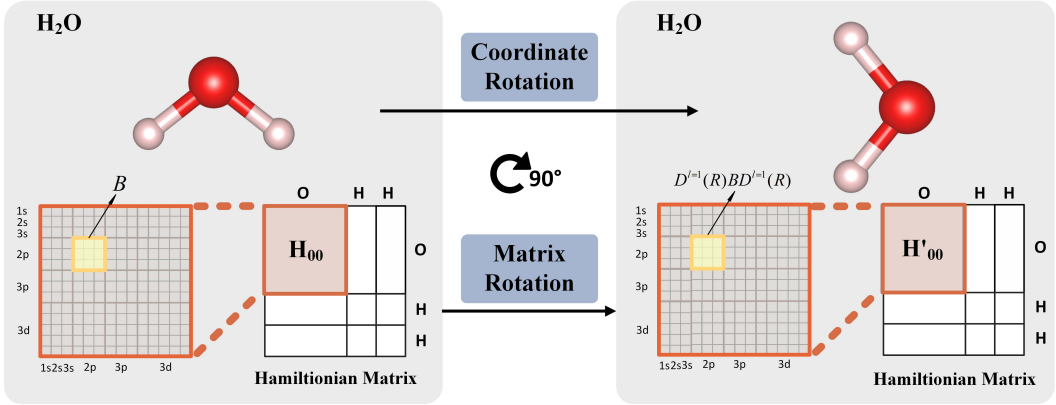 H₂O
B
1s
2s
3s
2p
3p
3d
1s2s3s 2p 3p 3d
O H H
H₀₀
O
H
H
Hamiltionian Matrix
Coordinate
Rotation
90°
Matrix
Rotation
H₂O
Dˡ⁼¹(R)BDˡ⁼¹(R)
1s
2s
3s
2p
3p
3d
1s2s3s 2p 3p 3d
O H H
H'₀₀
O
H
H
Hamiltionian Matrix